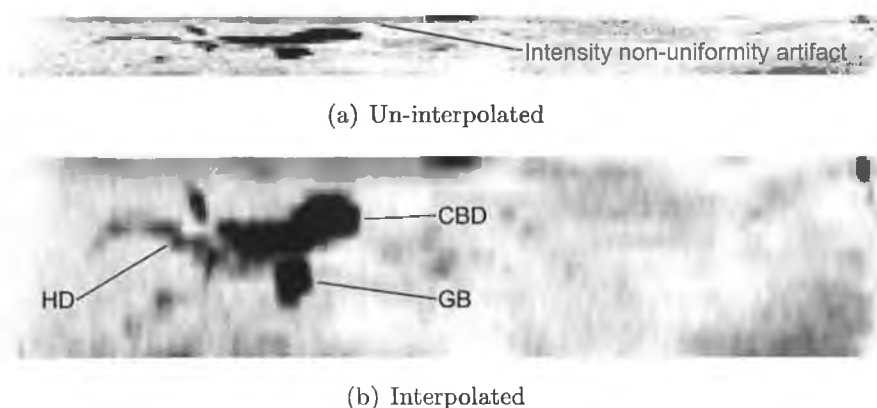 Intensity non-uniformity artifact
(a) Un-interpolated
CBD
HD
GB
(b) Interpolated